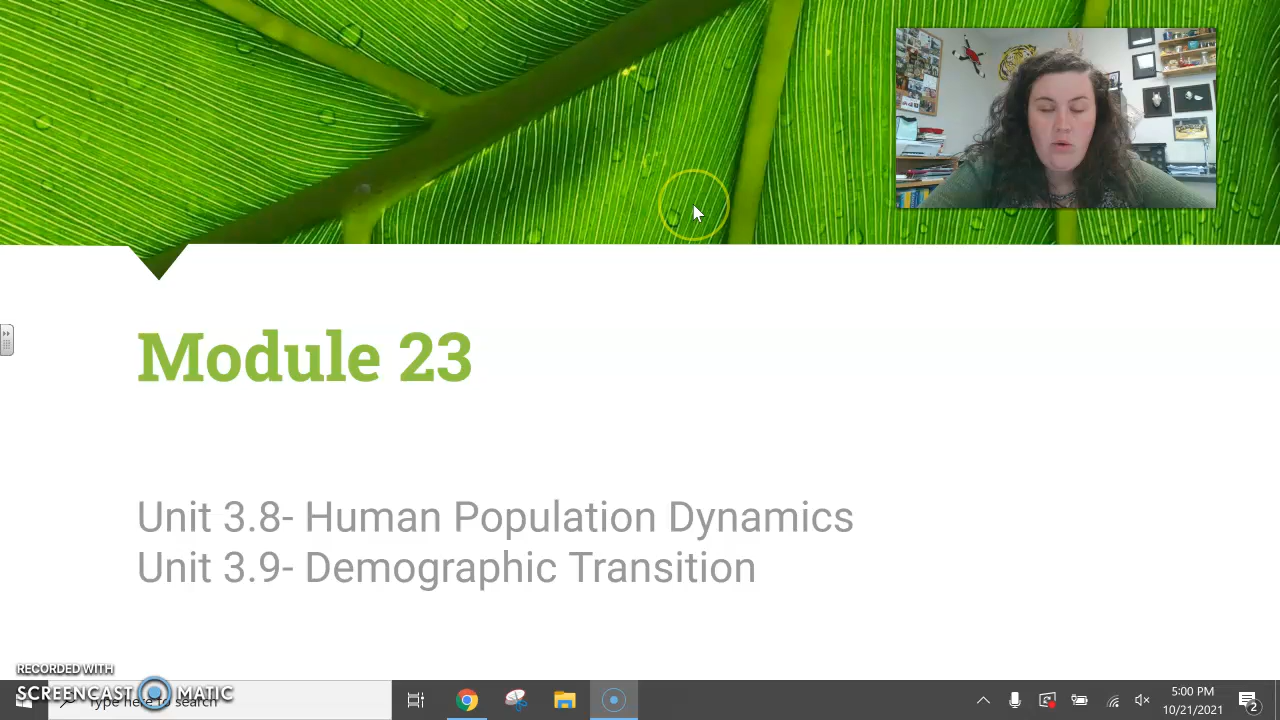 Module 23
Unit 3.8- Human Population Dynamics
Unit 3.9- Demographic Transition
RECORDED WITH
SCREENCAST MATIC
Type here to search
5:00 PM
10/21/2021
2